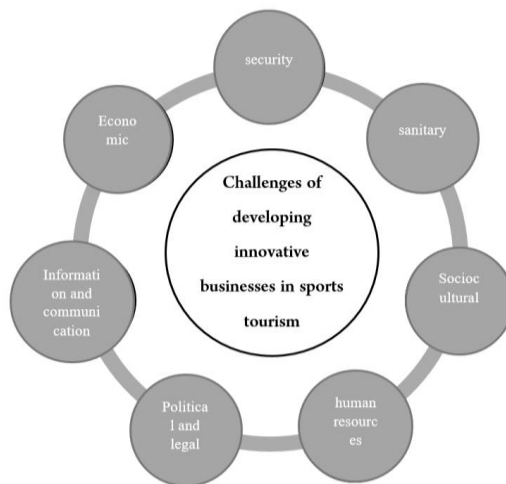 security
sanitary
Socioc
ultural
human
resourc
es
Politica
l and
legal
Informati
on and
communi
cation
Econo
mic
Challenges of
developing
innovative
businesses in sports
tourism